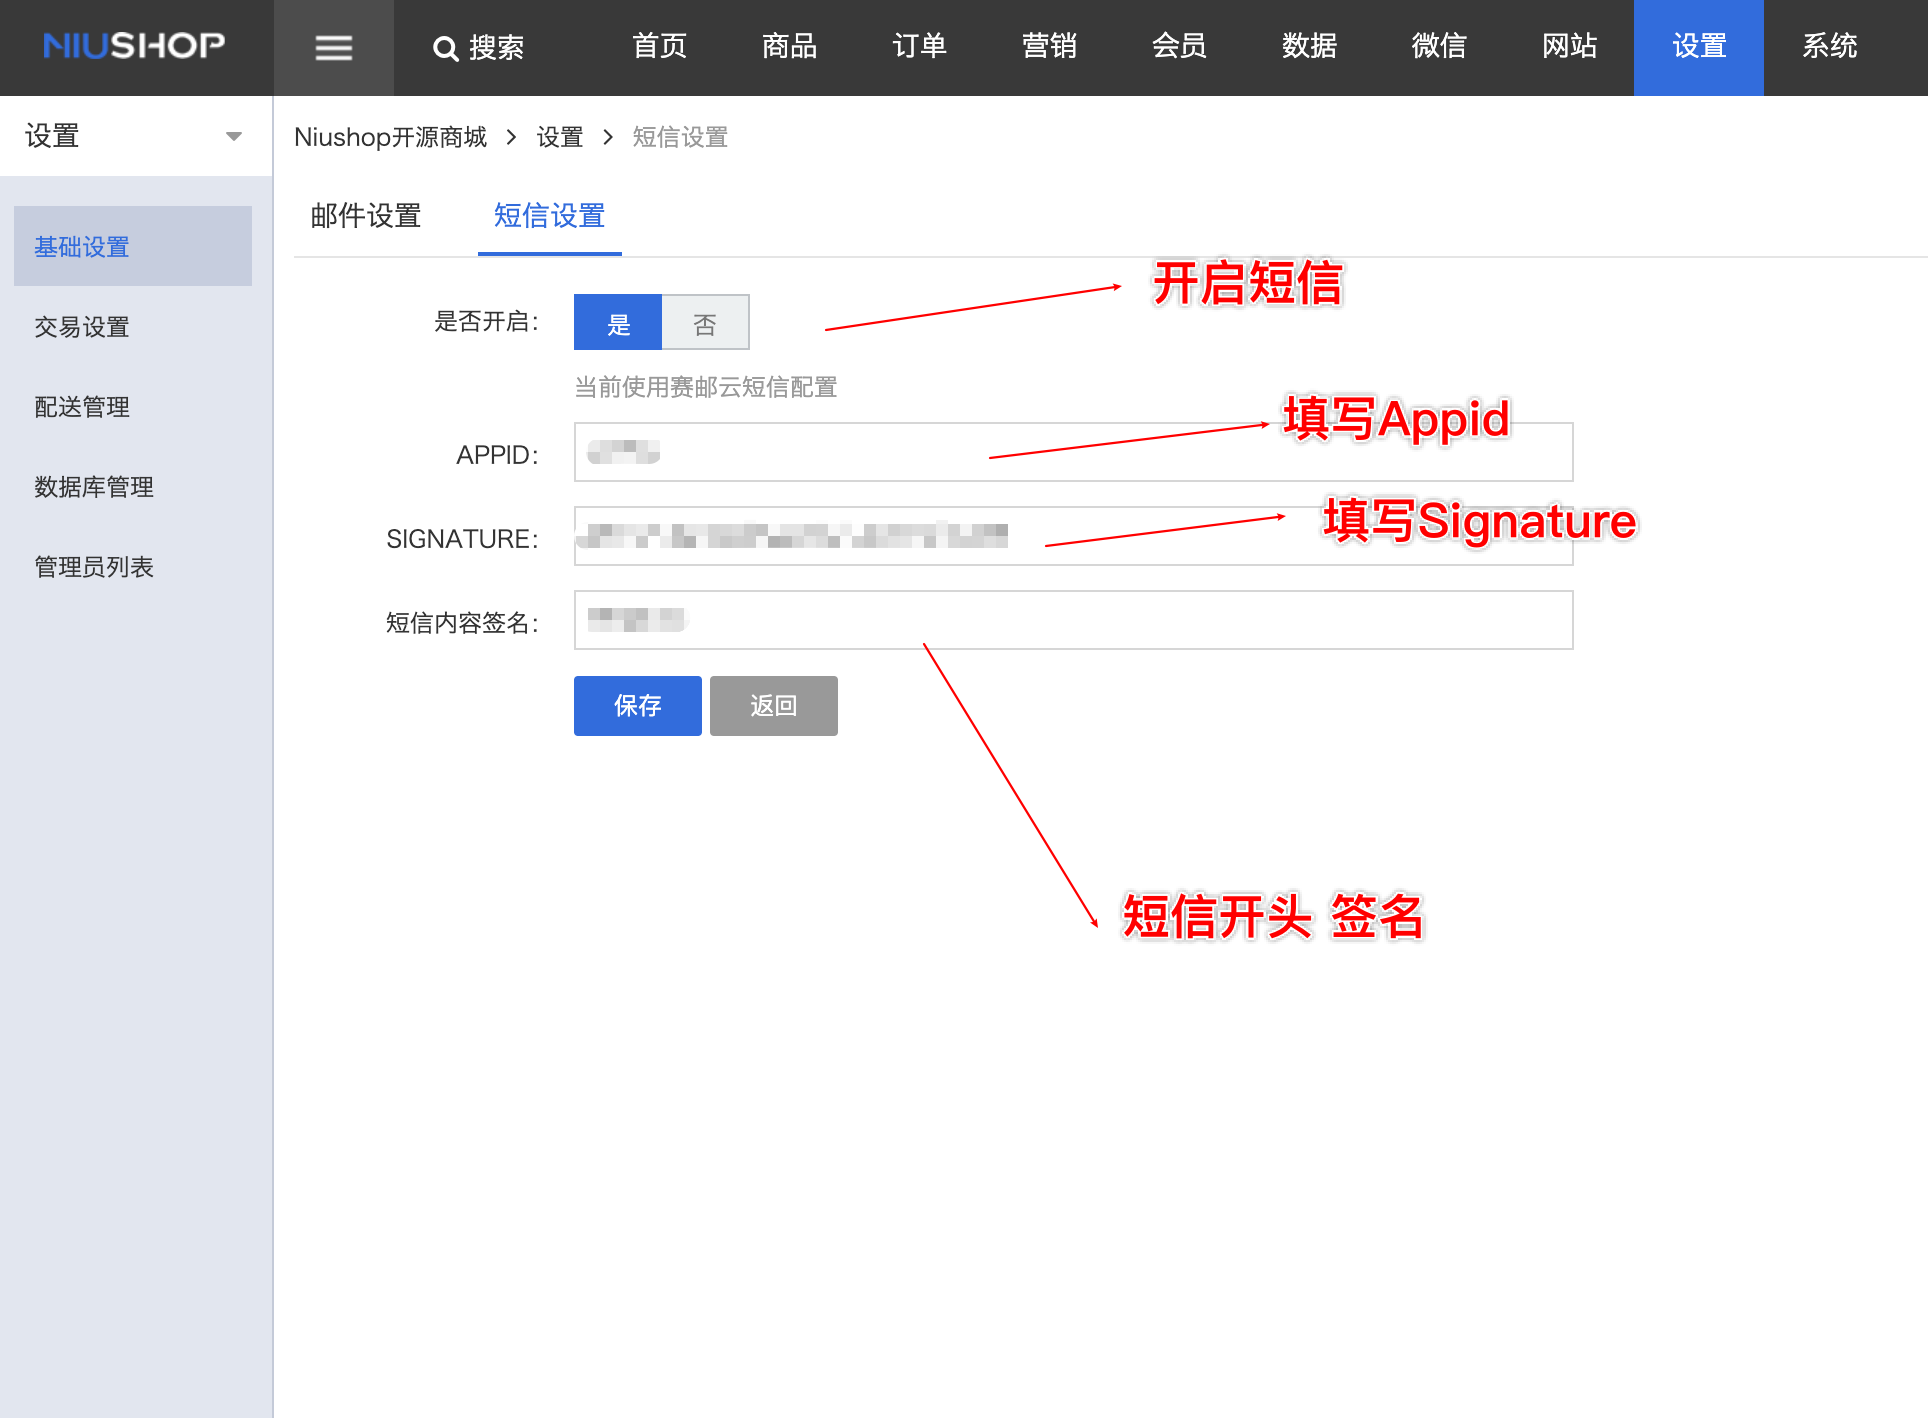 NIUSHOP
搜索
首页
商品
订单
营销
会员
数据
微信
网站
设置
系统
设置
Niushop开源商城 > 设置 > 短信设置
基础设置
交易设置
配送管理
数据库管理
管理员列表
邮件设置
短信设置
开启短信
是否开启：
是
否
当前使用赛邮云短信配置
填写Appid
APPID：
填写Signature
SIGNATURE：
短信内容签名：
保存
返回
短信开头 签名